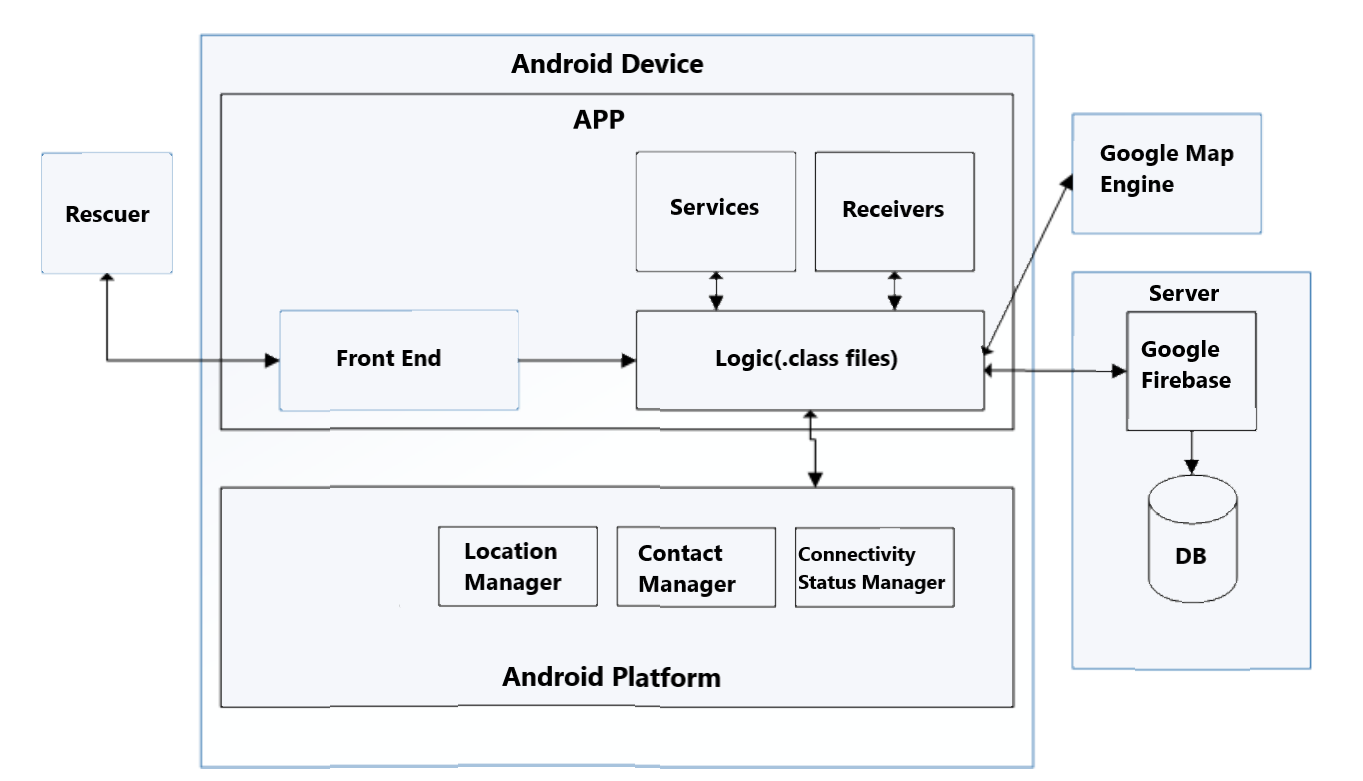 Android Device
APP
Rescuer
Services
Receivers
Google Map
Engine
Server
Front End
Logic(.class files)
Google
Firebase
Location
Manager
Contact
Manager
Connectivity
Status Manager
DB
Android Platform